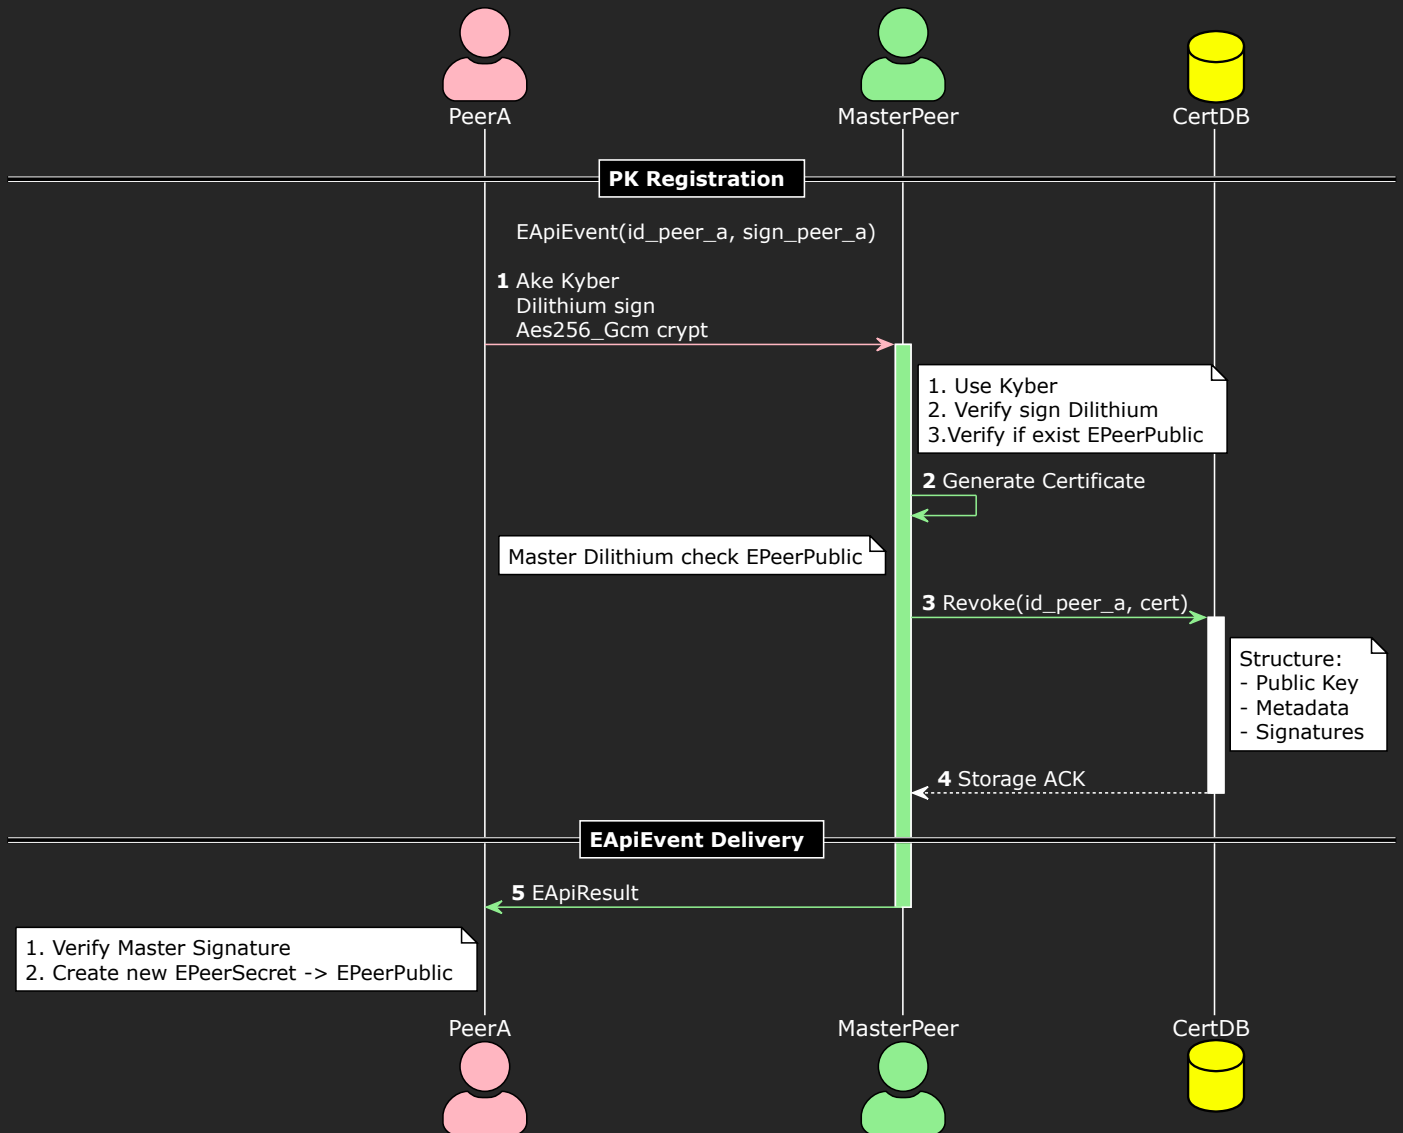 PeerA
MasterPeer
CertDB
PK Registration
EApiEvent(id_peer_a, sign_peer_a)
1 Ake Kyber
Dilithium sign
Aes256_Gcm crypt
1. Use Kyber
2. Verify sign Dilithium
3.Verify if exist EPeerPublic
2 Generate Certificate
Master Dilithium check EPeerPublic
3 Revoke(id_peer_a, cert)
Structure:
- Public Key
- Metadata
- Signatures
4 Storage ACK
EApiEvent Delivery
5 EApiResult
1. Verify Master Signature
2. Create new EPeerSecret -> EPeerPublic
PeerA
MasterPeer
CertDB